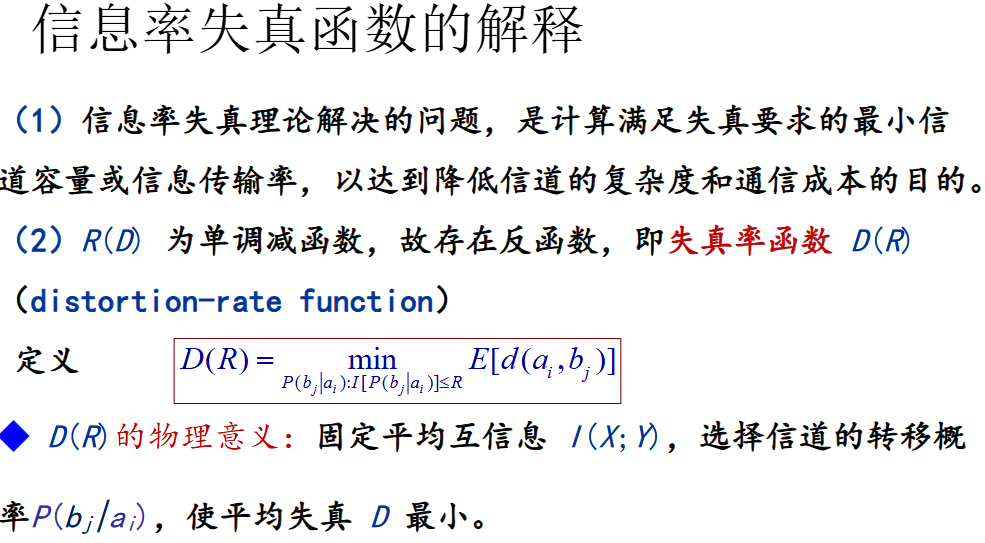 信息率失真函数的解释
（1）信息率失真理论解决的问题，是计算满足失真要求的最小信
道容量或信息传输率，以达到降低信道的复杂度和通信成本的目的。
（2）R(D) 为单调减函数，故存在反函数，即失真率函数 D(R)
（distortion-rate function）
定义 D(R) = min E[d(a_i, b_j)]
P(b_j|a_i):I[P(b_j|a_i)]≤R
◆ D(R)的物理意义：固定平均互信息 I(X;Y)，选择信道的转移概
率P(b_j/a_i)，使平均失真 D 最小。